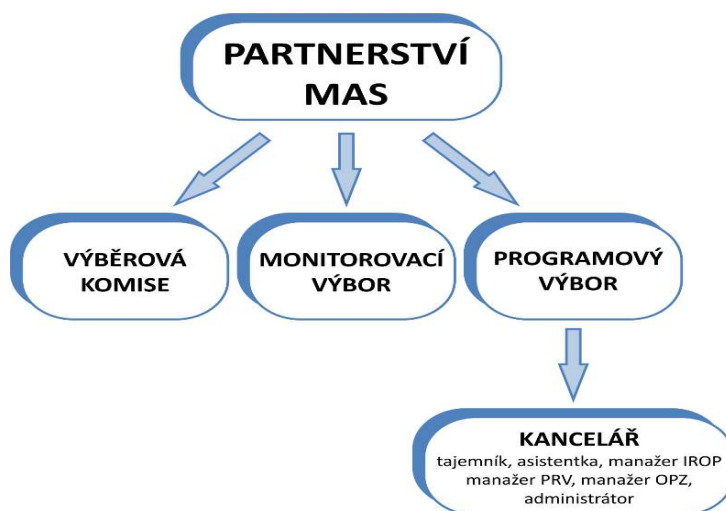 PARTNERSTVÍ
MAS
VÝBĚROVÁ
KOMISE
MONITOROVACÍ
VÝBOR
PROGRAMOVÝ
VÝBOR
KANCELÁŘ
tajemník, asistentka, manažer IROP
manažer PRV, manažer OPZ,
administrátor